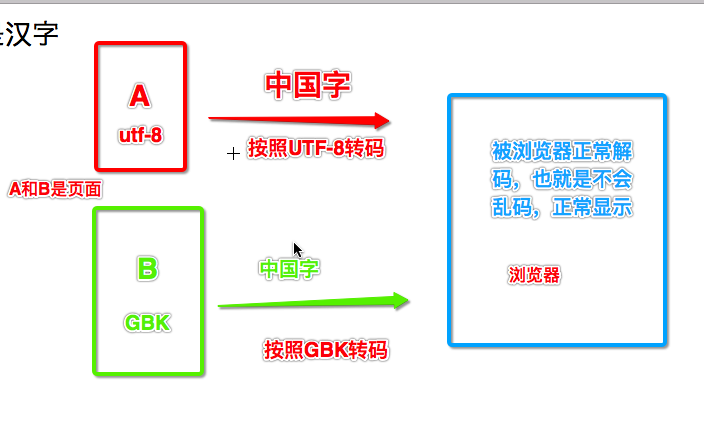 汉字
A
utf-8
中国字
按照UTF-8转码
A和B是页面
B
GBK
中国字
按照GBK转码
被浏览器正常解
码，也就是不会
乱码，正常显示
浏览器